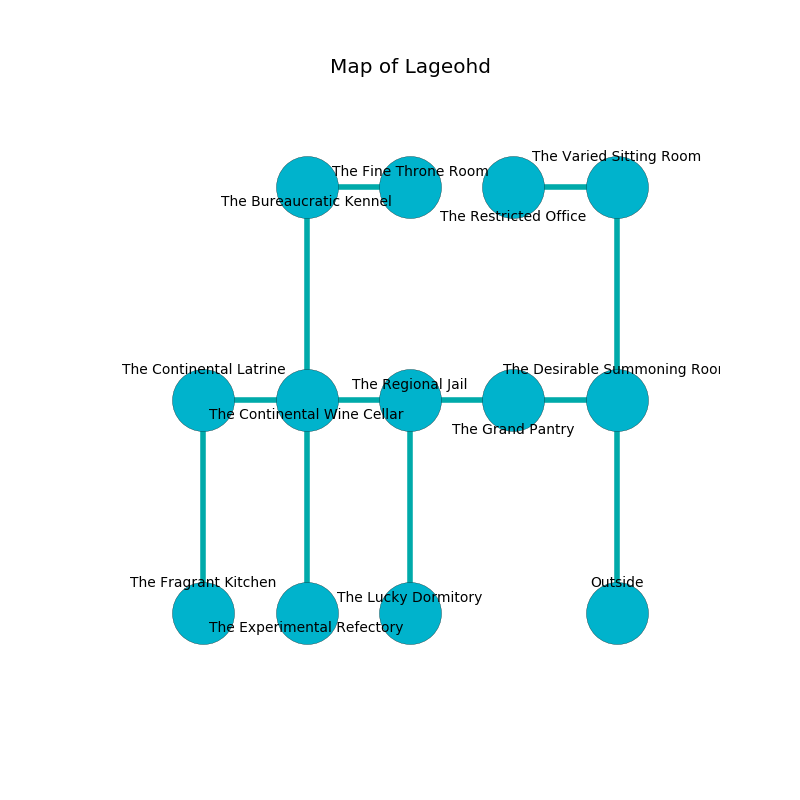 Map of Lageohd
The Varied Sitting Room
The Fine Throne Room
The Bureaucratic Kennel
The Restricted Office
The Continental Latrine
The Desirable Summoning Roor
The Regional Jail
The Continental Wine Cellar
The Grand Pantry
The Fragrant Kitchen
Outside
The Lucky Dormitory
The Experimental Refectory